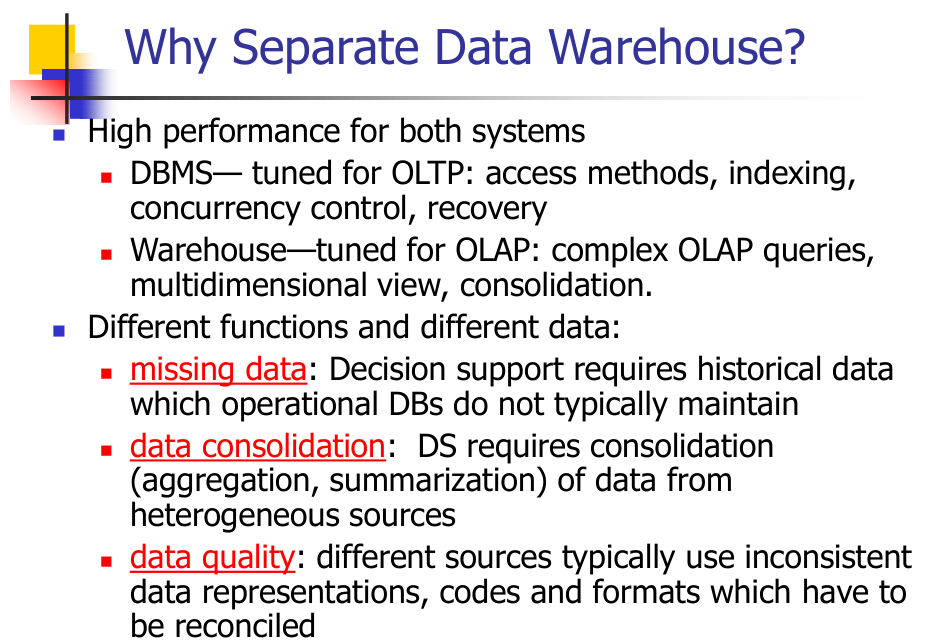 Why Separate Data Warehouse?
High performance for both systems
DBMS— tuned for OLTP: access methods, indexing,
concurrency control, recovery
Warehouse—tuned for OLAP: complex OLAP queries,
multidimensional view, consolidation.
Different functions and different data:
missing data: Decision support requires historical data
which operational DBs do not typically maintain
data consolidation:  DS requires consolidation
(aggregation, summarization) of data from
heterogeneous sources
data quality: different sources typically use inconsistent
data representations, codes and formats which have to
be reconciled